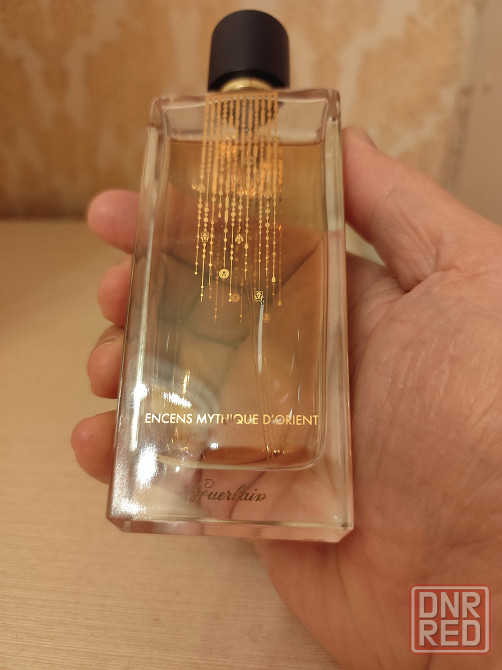 ENCENS MYTHIQUE D'ORIENT
Guerlain
DNR
RED